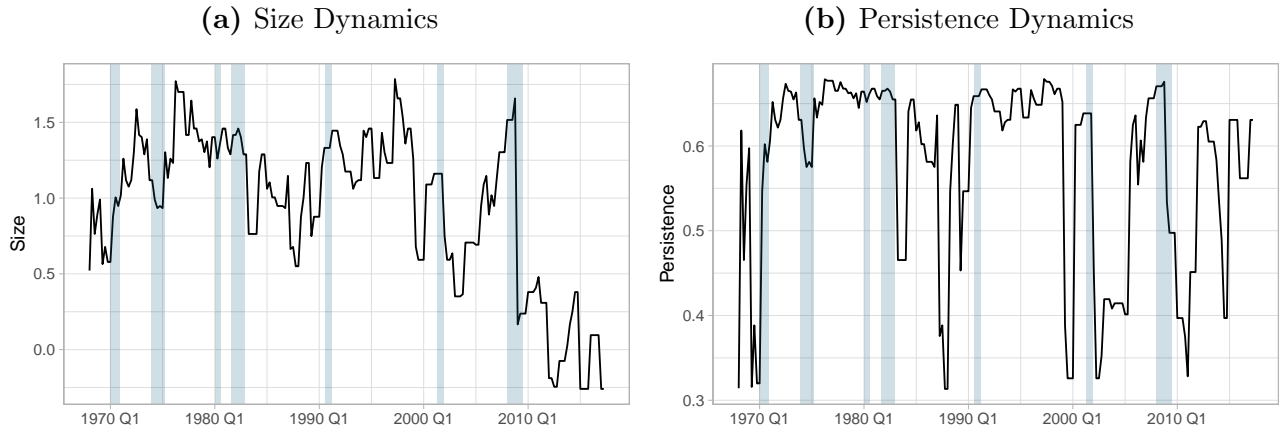 (a) Size Dynamics
(b) Persistence Dynamics
Size
1.5
1.0
0.5
0.0
1970 Q1 1980 Q1 1990 Q1 2000 Q1 2010 Q1
Persistence
0.6
0.5
0.4
0.3
1970 Q1 1980 Q1 1990 Q1 2000 Q1 2010 Q1